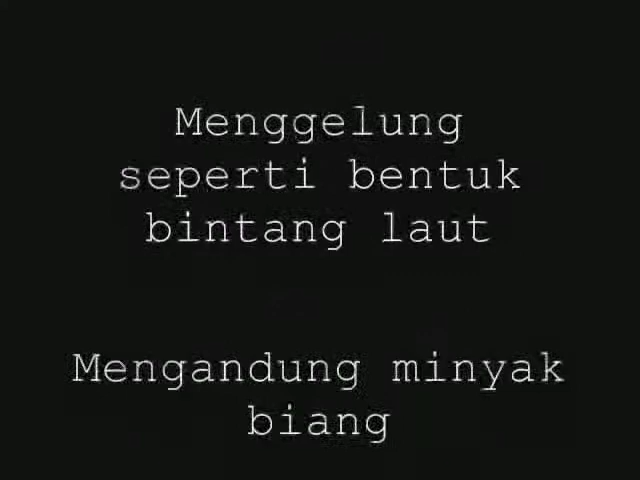 Menggelung
seperti bentuk
bintang laut
Mengandung minyak
biang